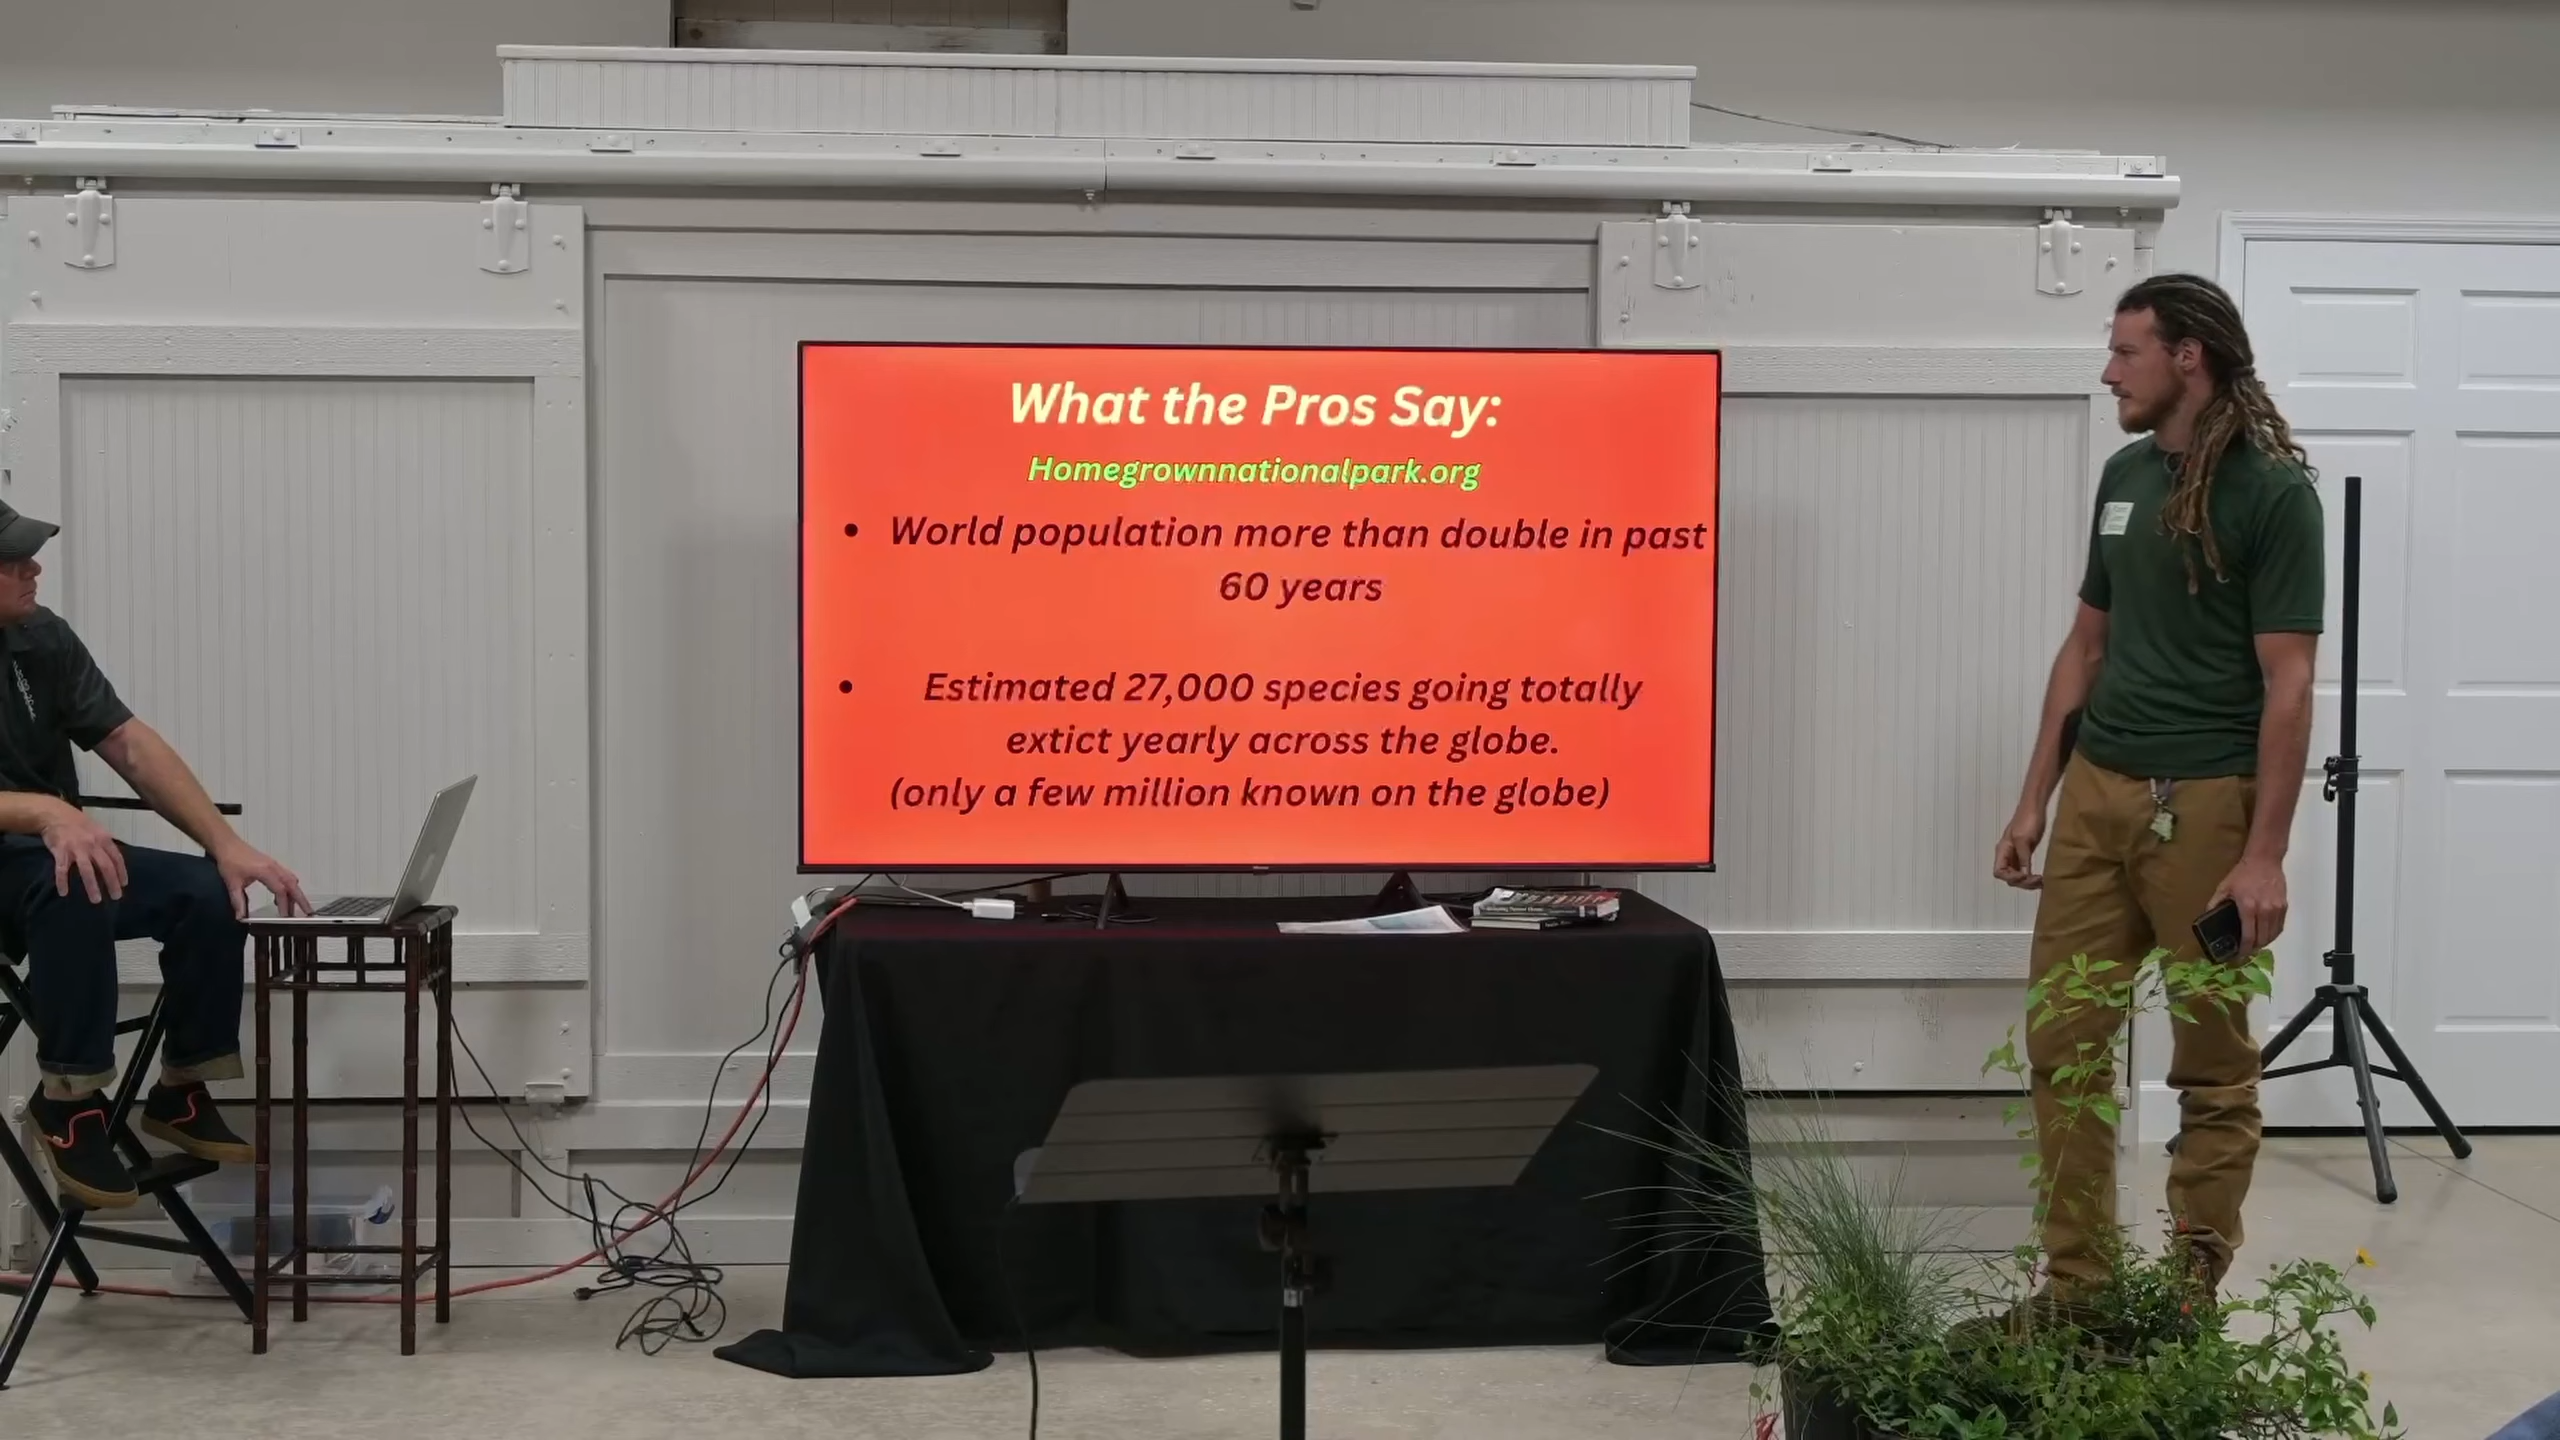 What the Pros Say:
Homegrownnationalpark.org
• World population more than double in past
60 years
• Estimated 27,000 species going totally
extict yearly across the globe.
(only a few million known on the globe)